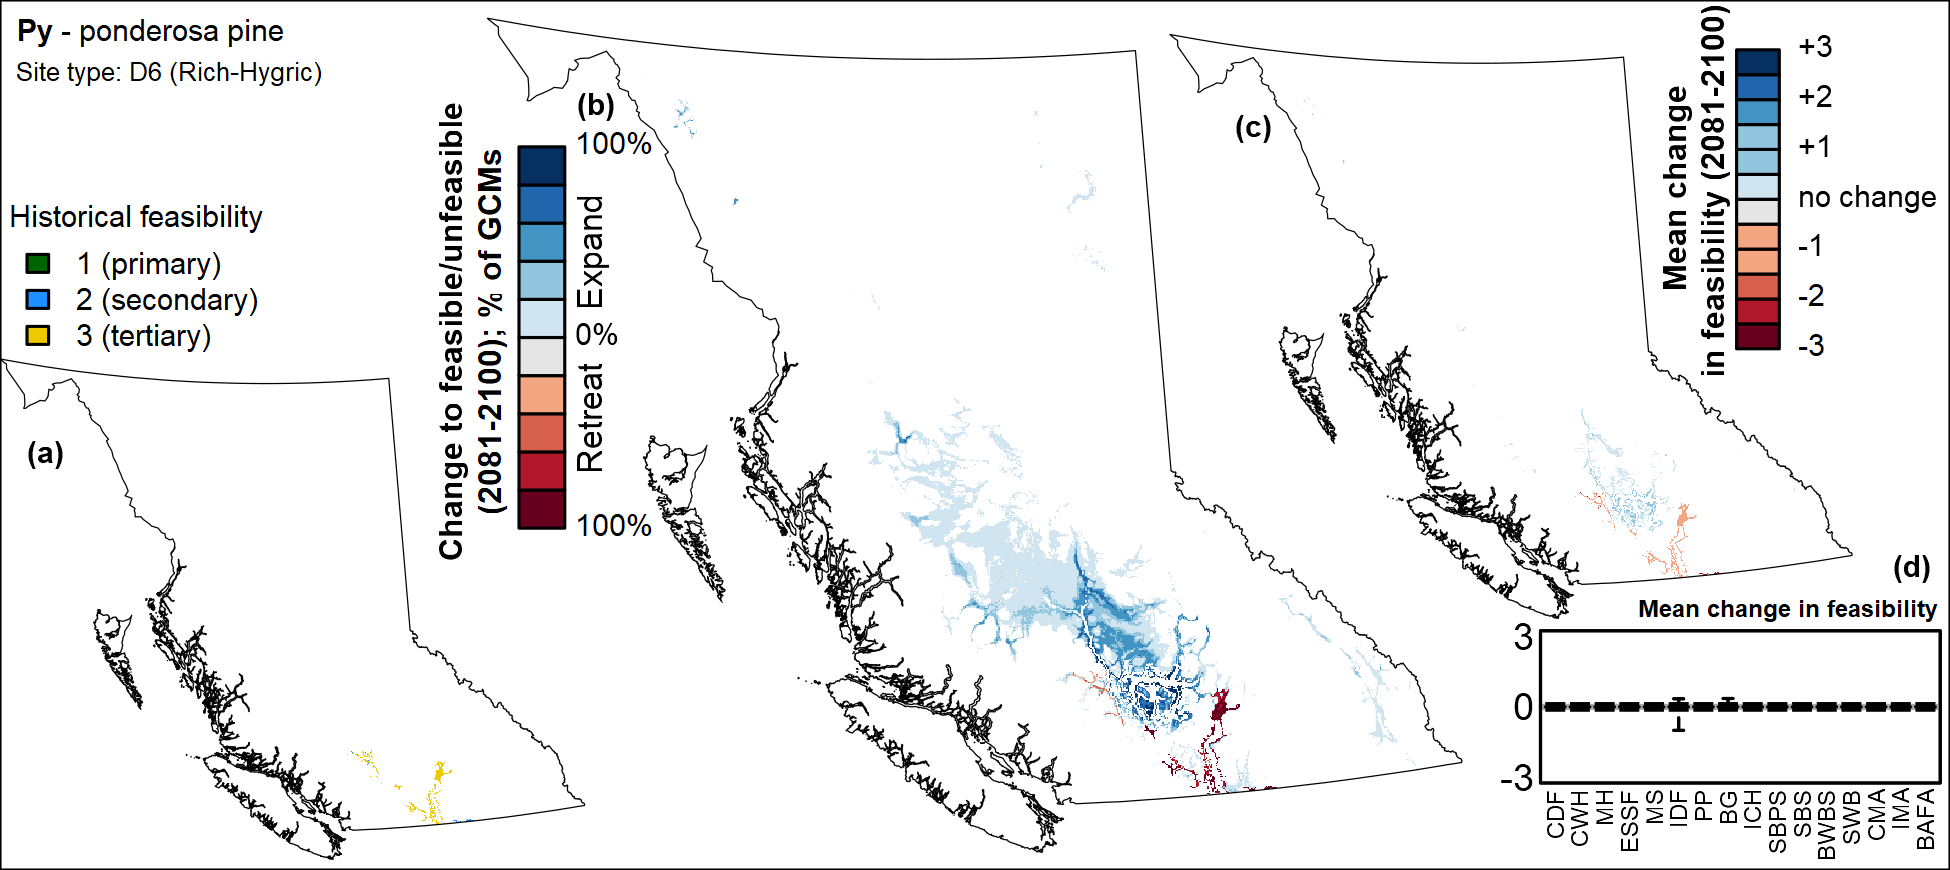 Py - ponderosa pine
Site type: D6 (Rich-Hygric)
Historical feasibility
1 (primary)
2 (secondary)
3 (tertiary)
(a)
(b)
Change to feasible/unfeasible
(2081-2100); % of GCMs
100%
Expand
0%
Retreat
100%
(c)
Mean change
in feasibility (2081-2100)
+3
+2
+1
no change
-1
-2
-3
(d)
Mean change in feasibility
3
0
-3
CDF
CWH
MH
ESSF
MS
IDF
PP
BG
ICH
SBPS
SBS
BWBS
SWB
CMA
IMA
BAFA